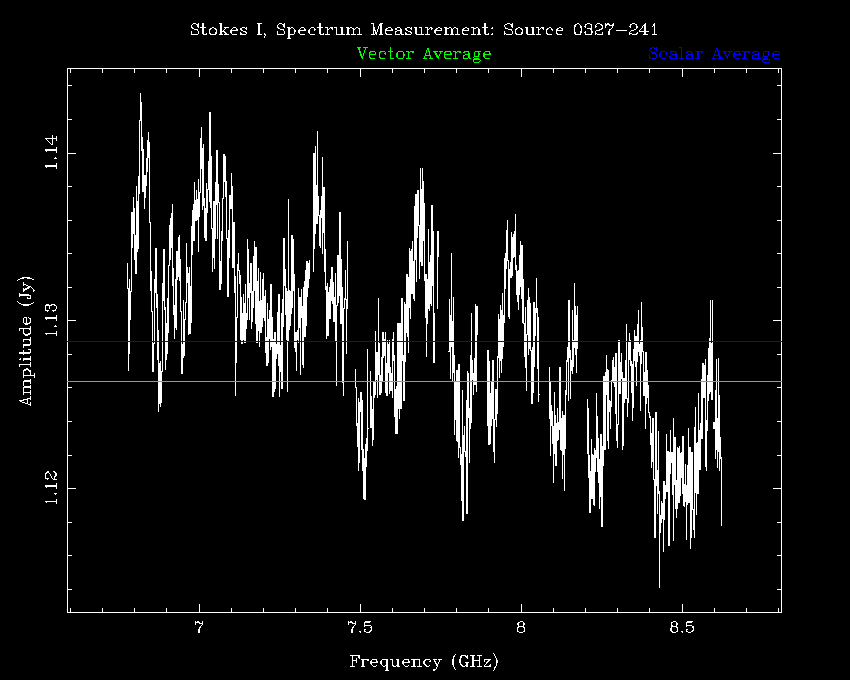 Stokes I, Spectrum Measurement: Source 0327-241
Vector Average
Scalar Average
1.14
1.13
1.12
Amplitude (Jy)
7
7.5
8
8.5
Frequency (GHz)